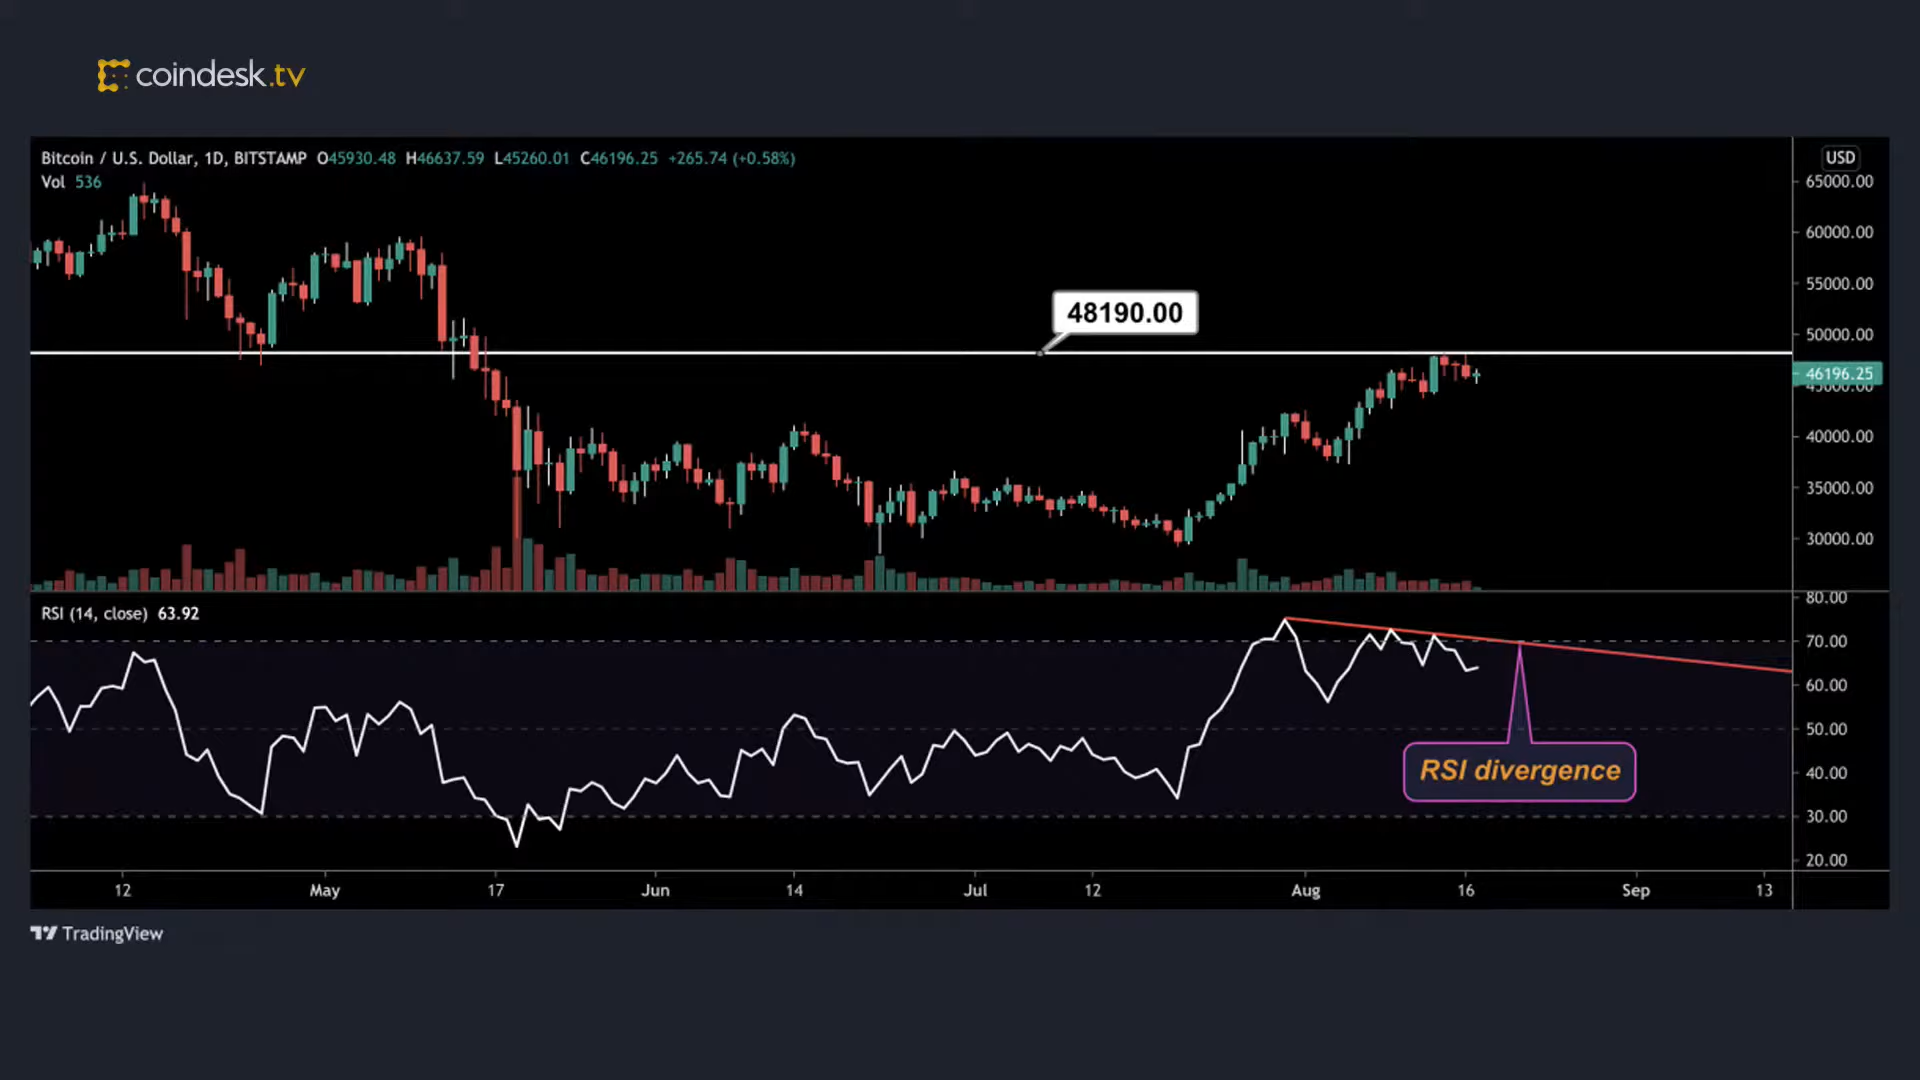 coindesk.tv
Bitcoin / U.S. Dollar, 1D, BITSTAMP O45930.48 H46637.59 L45260.01 C46196.25 +265.74 (+0.58%)
Vol 536
USD
65000.00
60000.00
55000.00
48190.00
50000.00
46196.25
45000.00
40000.00
35000.00
30000.00
RSI (14, close) 63.92
80.00
70.00
60.00
50.00
RSI divergence
40.00
30.00
20.00
12 May 17 Jun 14 Jul 12 Aug 16 Sep 13
TradingView